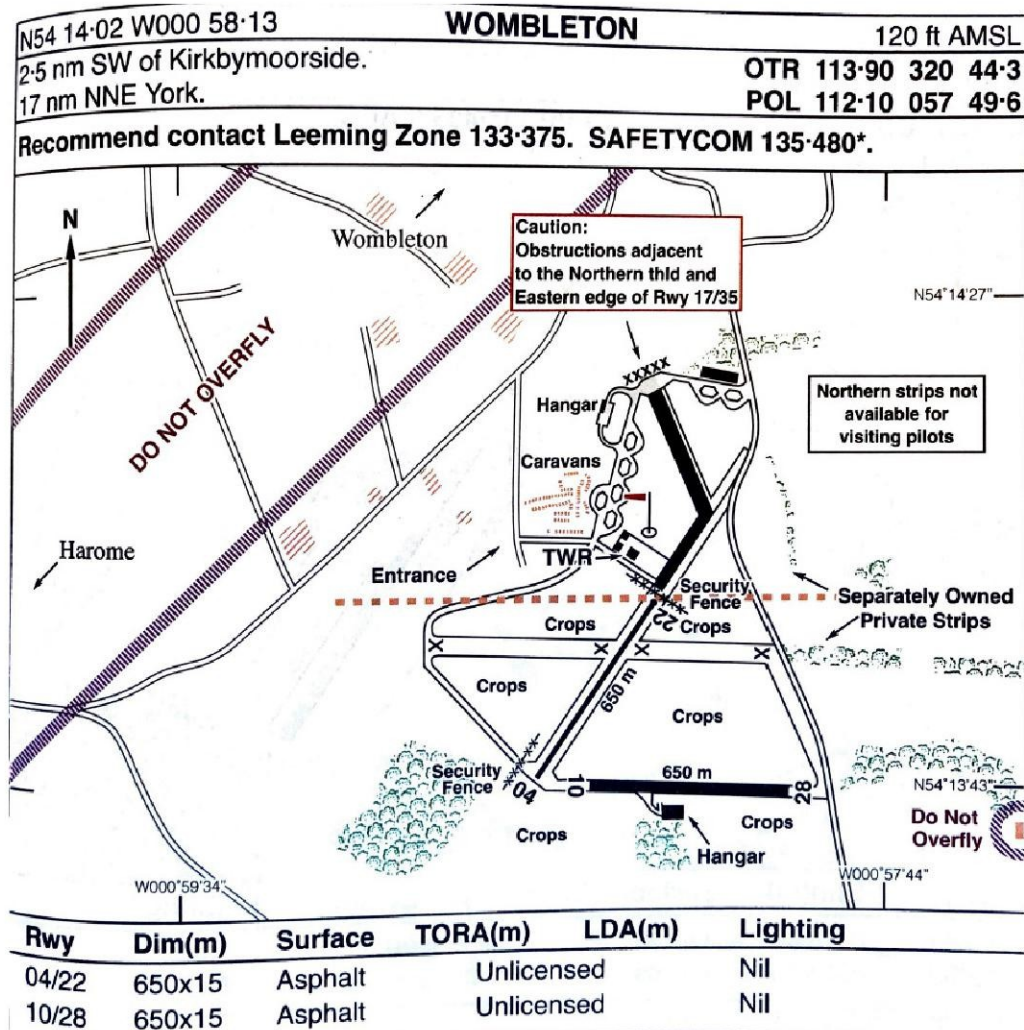 N54 14·02 W000 58·13
WOMBLETON
120 ft AMSL
2·5 nm SW of Kirkbymoorside.
17 nm NNE York.
OTR 113·90 320 44·3
POL 112·10 057 49·6
Recommend contact Leeming Zone 133·375. SAFETYCOM 135·480*.
N
Wombleton
Caution:
Obstructions adjacent
to the Northern thld and
Eastern edge of Rwy 17/35
N54°14'27"
DO NOT OVERFLY
XXXXX
Hangar
Northern strips not
available for
visiting pilots
Caravans
Harome
TWR
Entrance
Security
Fence
Separately Owned
Private Strips
22
Crops
Crops
X
X
X
X
Crops
650 m
Crops
Security
Fence
04
10
650 m
28
N54°13'43"
Do Not
Overfly
Crops
Crops
Hangar
W000°59'34"
W000°57'44"
Rwy Dim(m) Surface TORA(m) LDA(m) Lighting
04/22 650x15 Asphalt Unlicensed Nil
10/28 650x15 Asphalt Unlicensed Nil